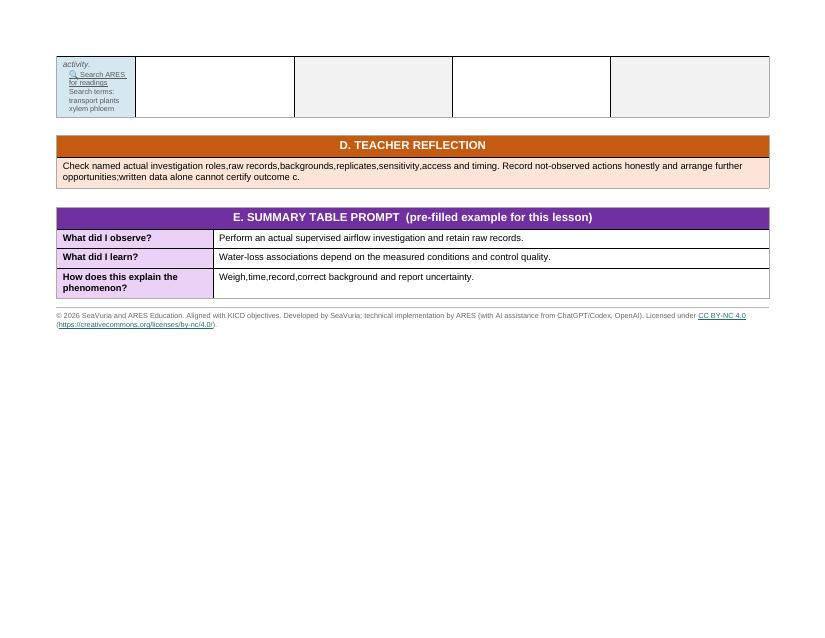 activity.
🔍 Search ARES
for readings
Search terms:
transport plants
xylem phloem
D. TEACHER REFLECTION
Check named actual investigation roles,raw records,backgrounds,replicates,sensitivity,access and timing. Record not-observed actions honestly and arrange further
opportunities;written data alone cannot certify outcome c.
E. SUMMARY TABLE PROMPT (pre-filled example for this lesson)
What did I observe?
Perform an actual supervised airflow investigation and retain raw records.
What did I learn?
Water-loss associations depend on the measured conditions and control quality.
How does this explain the
phenomenon?
Weigh,time,record,correct background and report uncertainty.
© 2026 SeaVuria and ARES Education. Aligned with KICD objectives. Developed by SeaVuria; technical implementation by ARES (with AI assistance from ChatGPT/Codex, OpenAI). Licensed under CC BY-NC 4.0
(https://creativecommons.org/licenses/by-nc/4.0/).